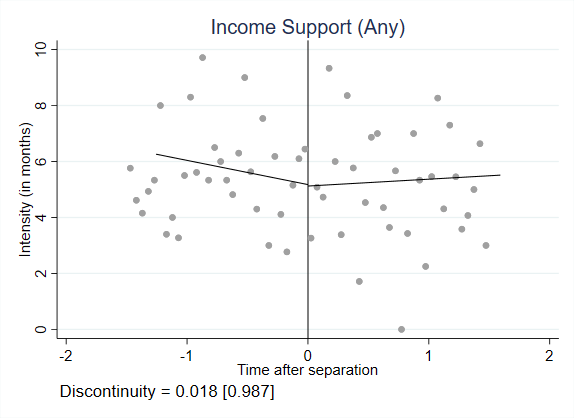 Income Support (Any)
Intensity (in months)
10
8
6
4
2
0
-2 -1 0 1 2
Time after separation
Discontinuity = 0.018 [0.987]